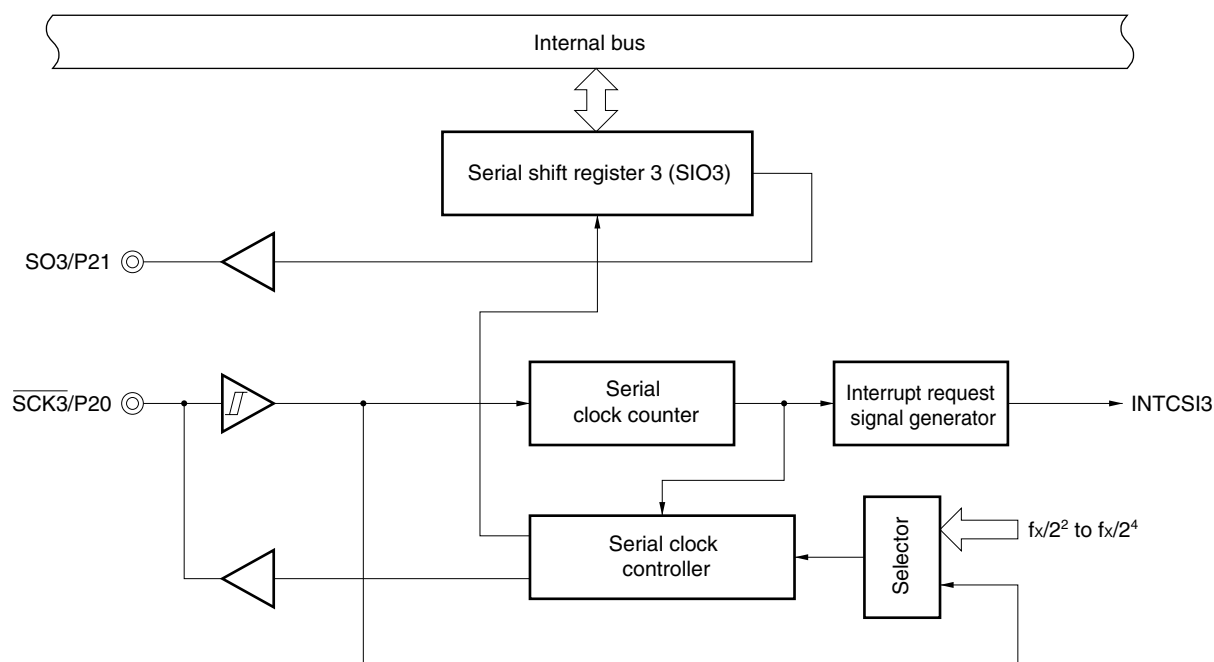 Internal bus
Serial shift register 3 (SIO3)
SO3/P21
SCK3/P20
Serial
clock counter
Interrupt request
signal generator
INTCSI3
Serial clock
controller
Selector
fx/2² to fx/2⁴